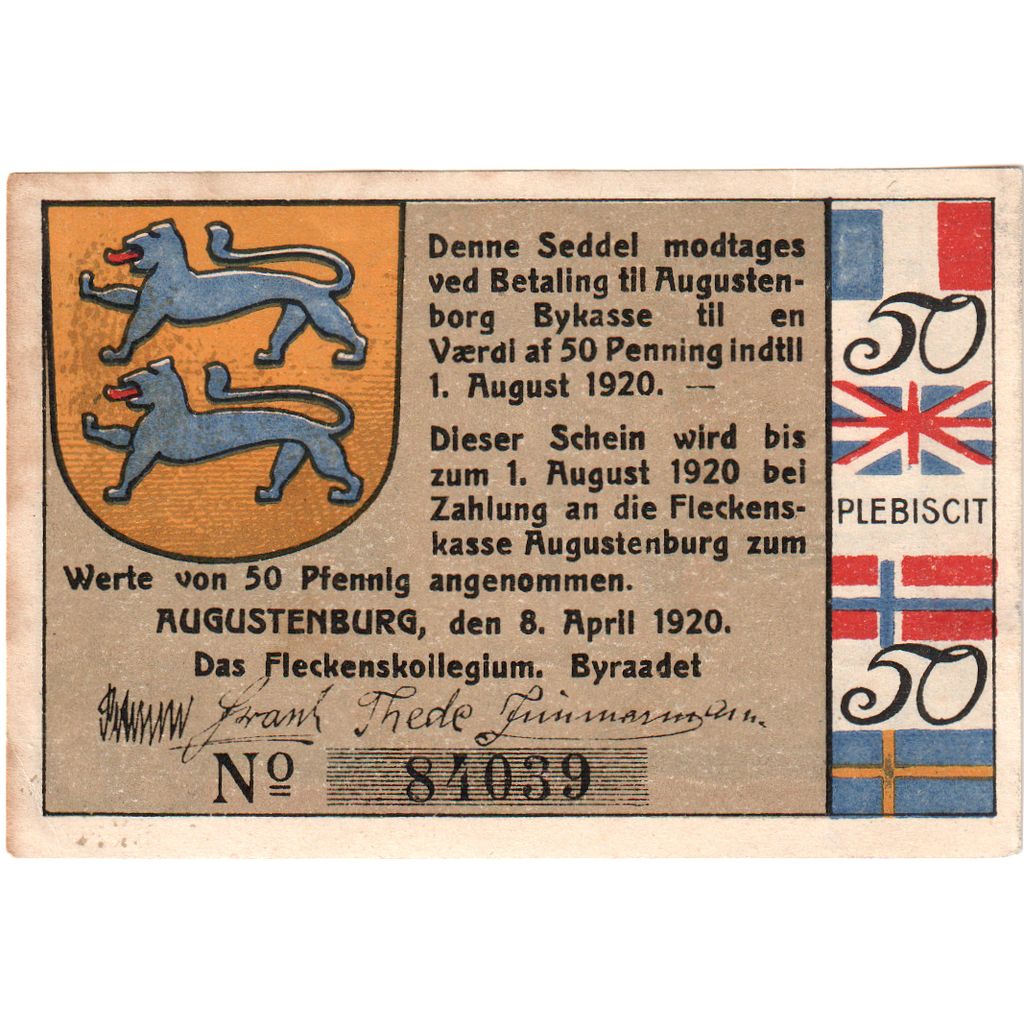 Denne Seddel modtages
ved Betaling til Augusten-
borg Bykasse til en
Værdi af 50 Penning indtil
1. August 1920. —
Dieser Schein wird bis
zum 1. August 1920 bei
Zahlung an die Fleckens-
kasse Augustenburg zum
Werte von 50 Pfennig angenommen.
AUGUSTENBURG, den 8. April 1920.
Das Fleckenskollegium. Byraadet
Frank Thede Zimmermann.
Nº 84039
50
PLEBISCIT
50